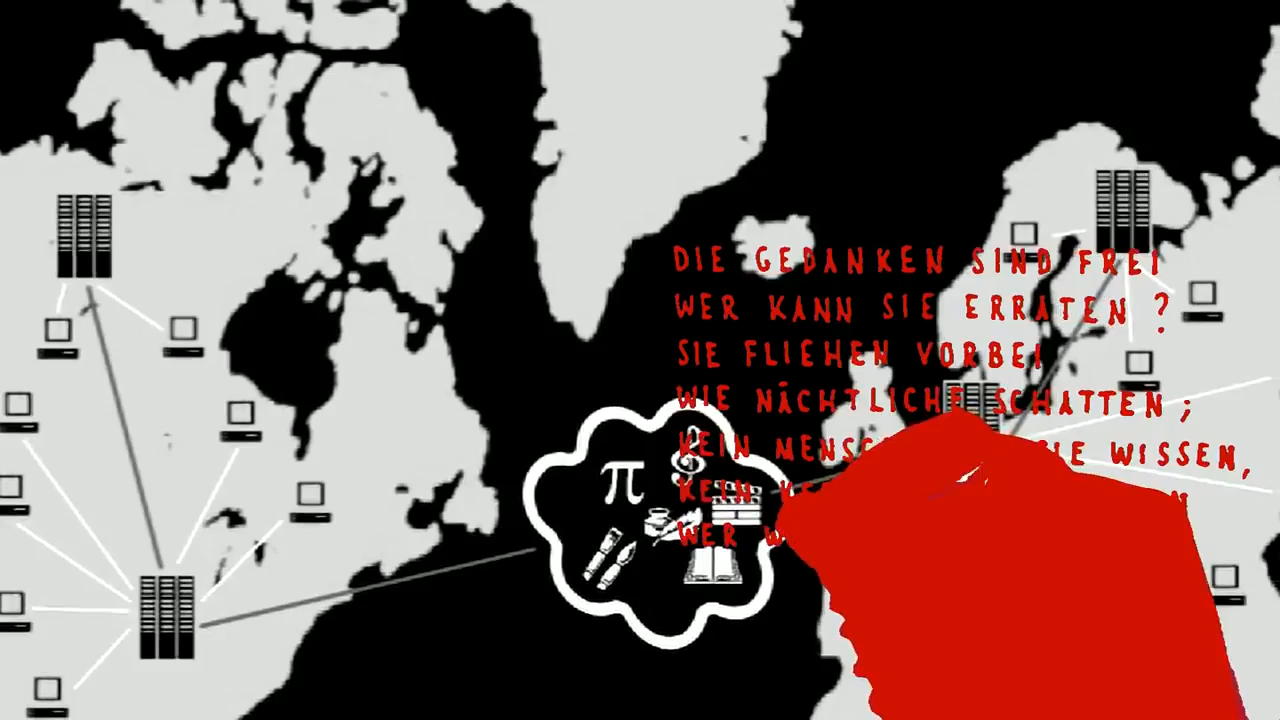 DIE GEDANKEN SIND FREI
WER KANN SIE ERRATEN ?
SIE FLIEHEN VORBEI
WIE NÄCHTLICHE SCHATTEN ;
KEIN WISSEN,
KEIN
WER
π